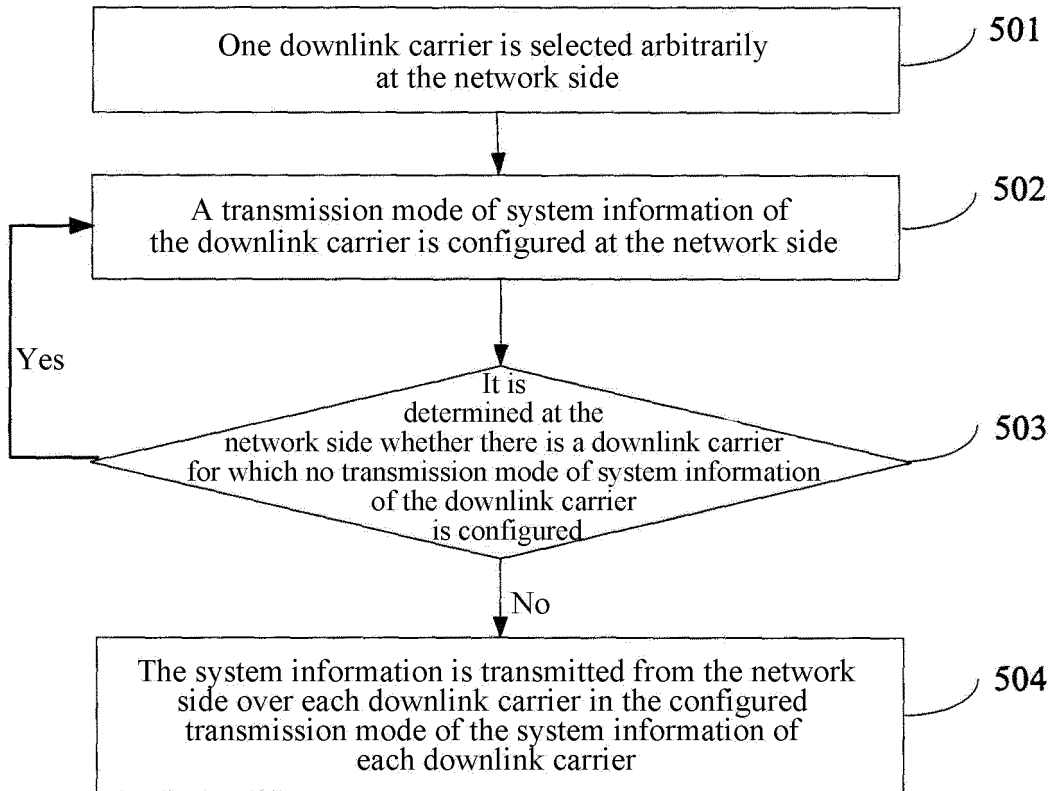 One downlink carrier is selected arbitrarily
at the network side
501
A transmission mode of system information of
the downlink carrier is configured at the network side
502
Yes
It is
determined at the
network side whether there is a downlink carrier
for which no transmission mode of system information
of the downlink carrier
is configured
503
No
The system information is transmitted from the network
side over each downlink carrier in the configured
transmission mode of the system information of
each downlink carrier
504